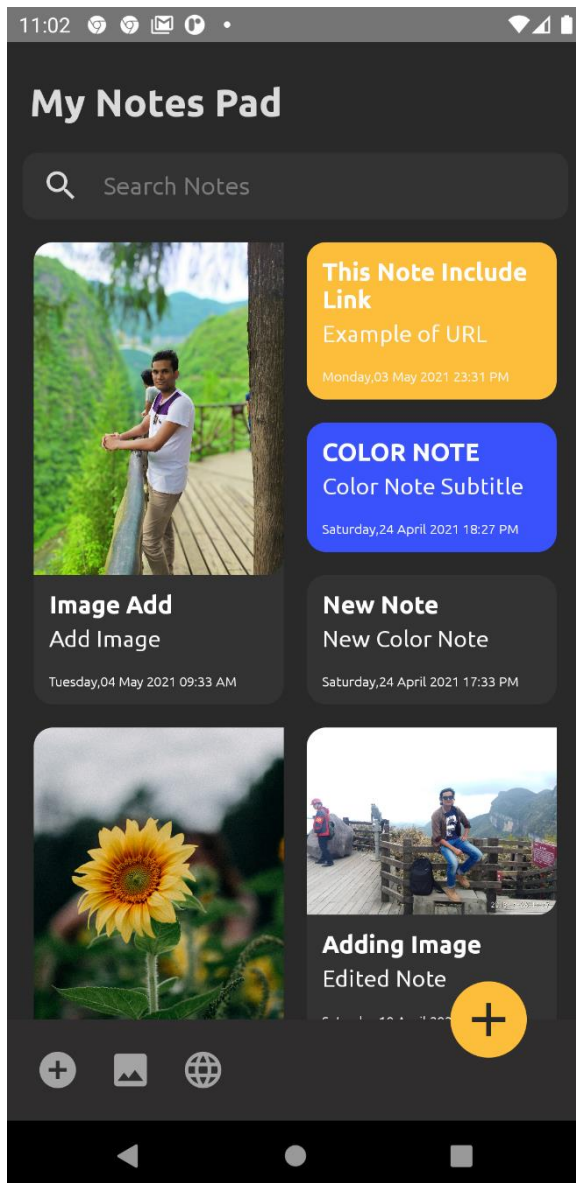 11:02
My Notes Pad
Search Notes
Image Add
Add Image
Tuesday,04 May 2021 09:33 AM
This Note Include
Link
Example of URL
Monday,03 May 2021 23:31 PM
COLOR NOTE
Color Note Subtitle
Saturday,24 April 2021 18:27 PM
New Note
New Color Note
Saturday,24 April 2021 17:33 PM
Adding Image
Edited Note